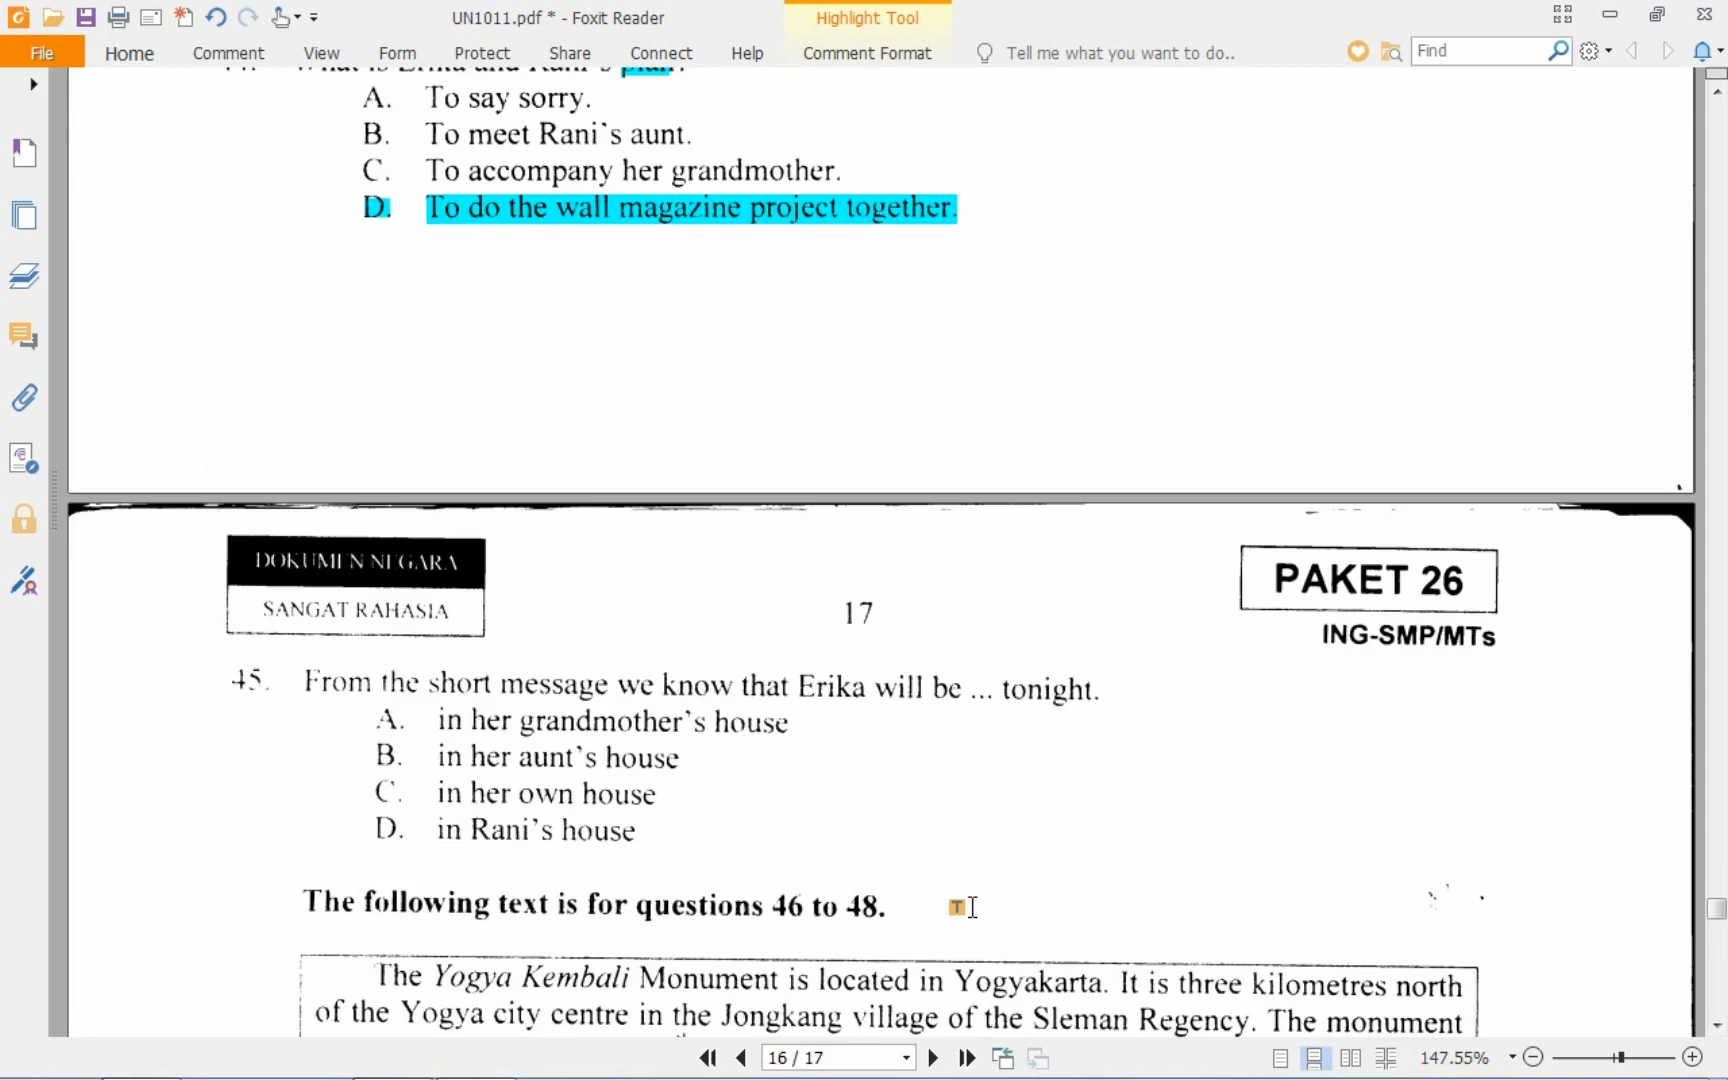 UN1011.pdf * - Foxit Reader
Highlight Tool
File
Home
Comment
View
Form
Protect
Share
Connect
Help
Comment Format
Tell me what you want to do..
Find
A. To say sorry.
B. To meet Rani's aunt.
C. To accompany her grandmother.
D. To do the wall magazine project together.
DOKUMEN NEGARA
SANGAT RAHASIA
17
PAKET 26
ING-SMP/MTs
45. From the short message we know that Erika will be ... tonight.
A. in her grandmother's house
B. in her aunt's house
C. in her own house
D. in Rani's house
The following text is for questions 46 to 48.
The Yogya Kembali Monument is located in Yogyakarta. It is three kilometres north
of the Yogya city centre in the Jongkang village of the Sleman Regency. The monument
16 / 17
147.55%